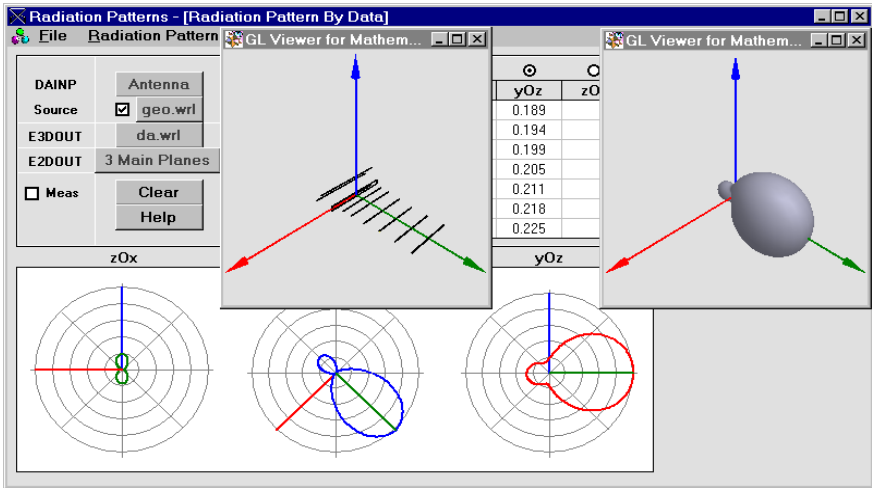 Radiation Patterns - [Radiation Pattern By Data]
File Radiation Pattern
GL Viewer for Mathem...
GL Viewer for Mathem...
DAINP Antenna
Source geo.wrl
E3DOUT da.wrl
E2DOUT 3 Main Planes
Meas Clear
Help
yOz zO
0.189
0.194
0.199
0.205
0.211
0.218
0.225
zOx
yOz